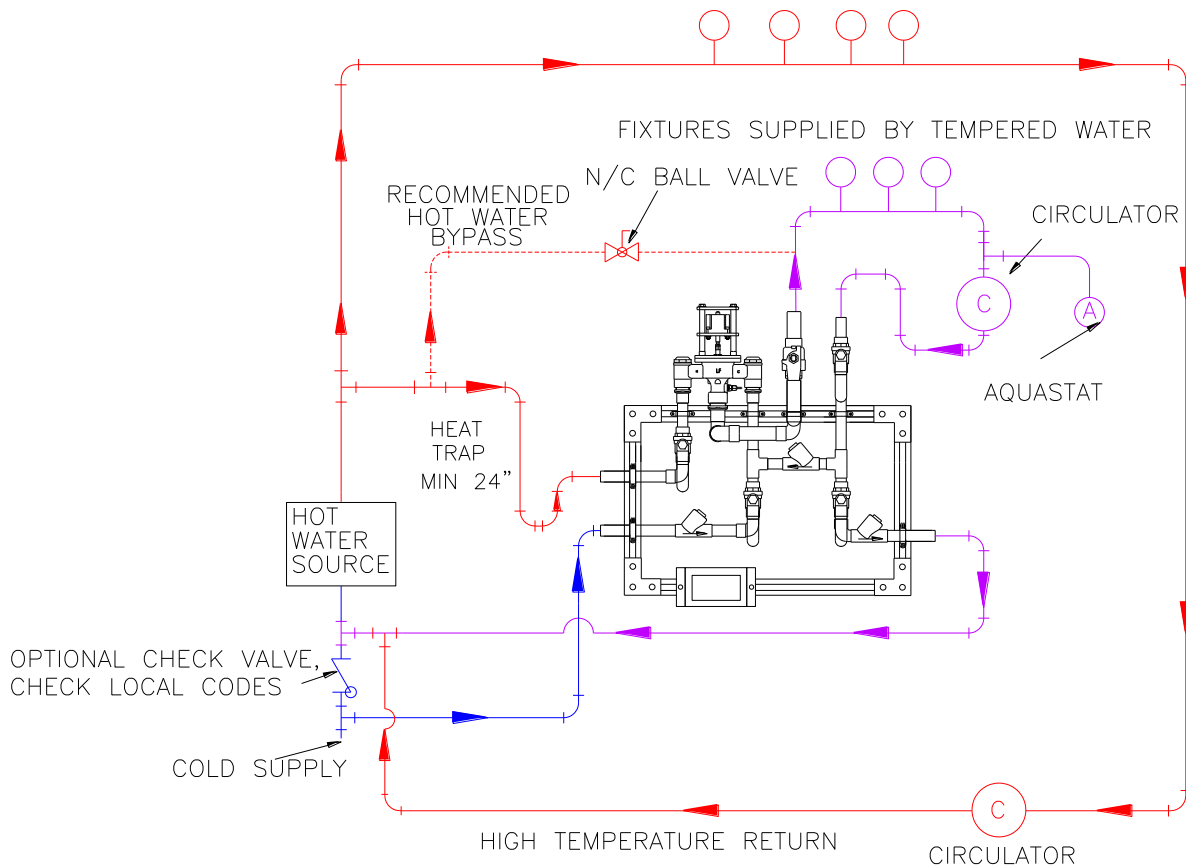 FIXTURES SUPPLIED BY TEMPERED WATER
N/C BALL VALVE
RECOMMENDED
HOT WATER
BYPASS
CIRCULATOR
C
A
AQUASTAT
LF
HEAT
TRAP
MIN 24”
HOT
WATER
SOURCE
OPTIONAL CHECK VALVE,
CHECK LOCAL CODES
COLD SUPPLY
C
HIGH TEMPERATURE RETURN
CIRCULATOR